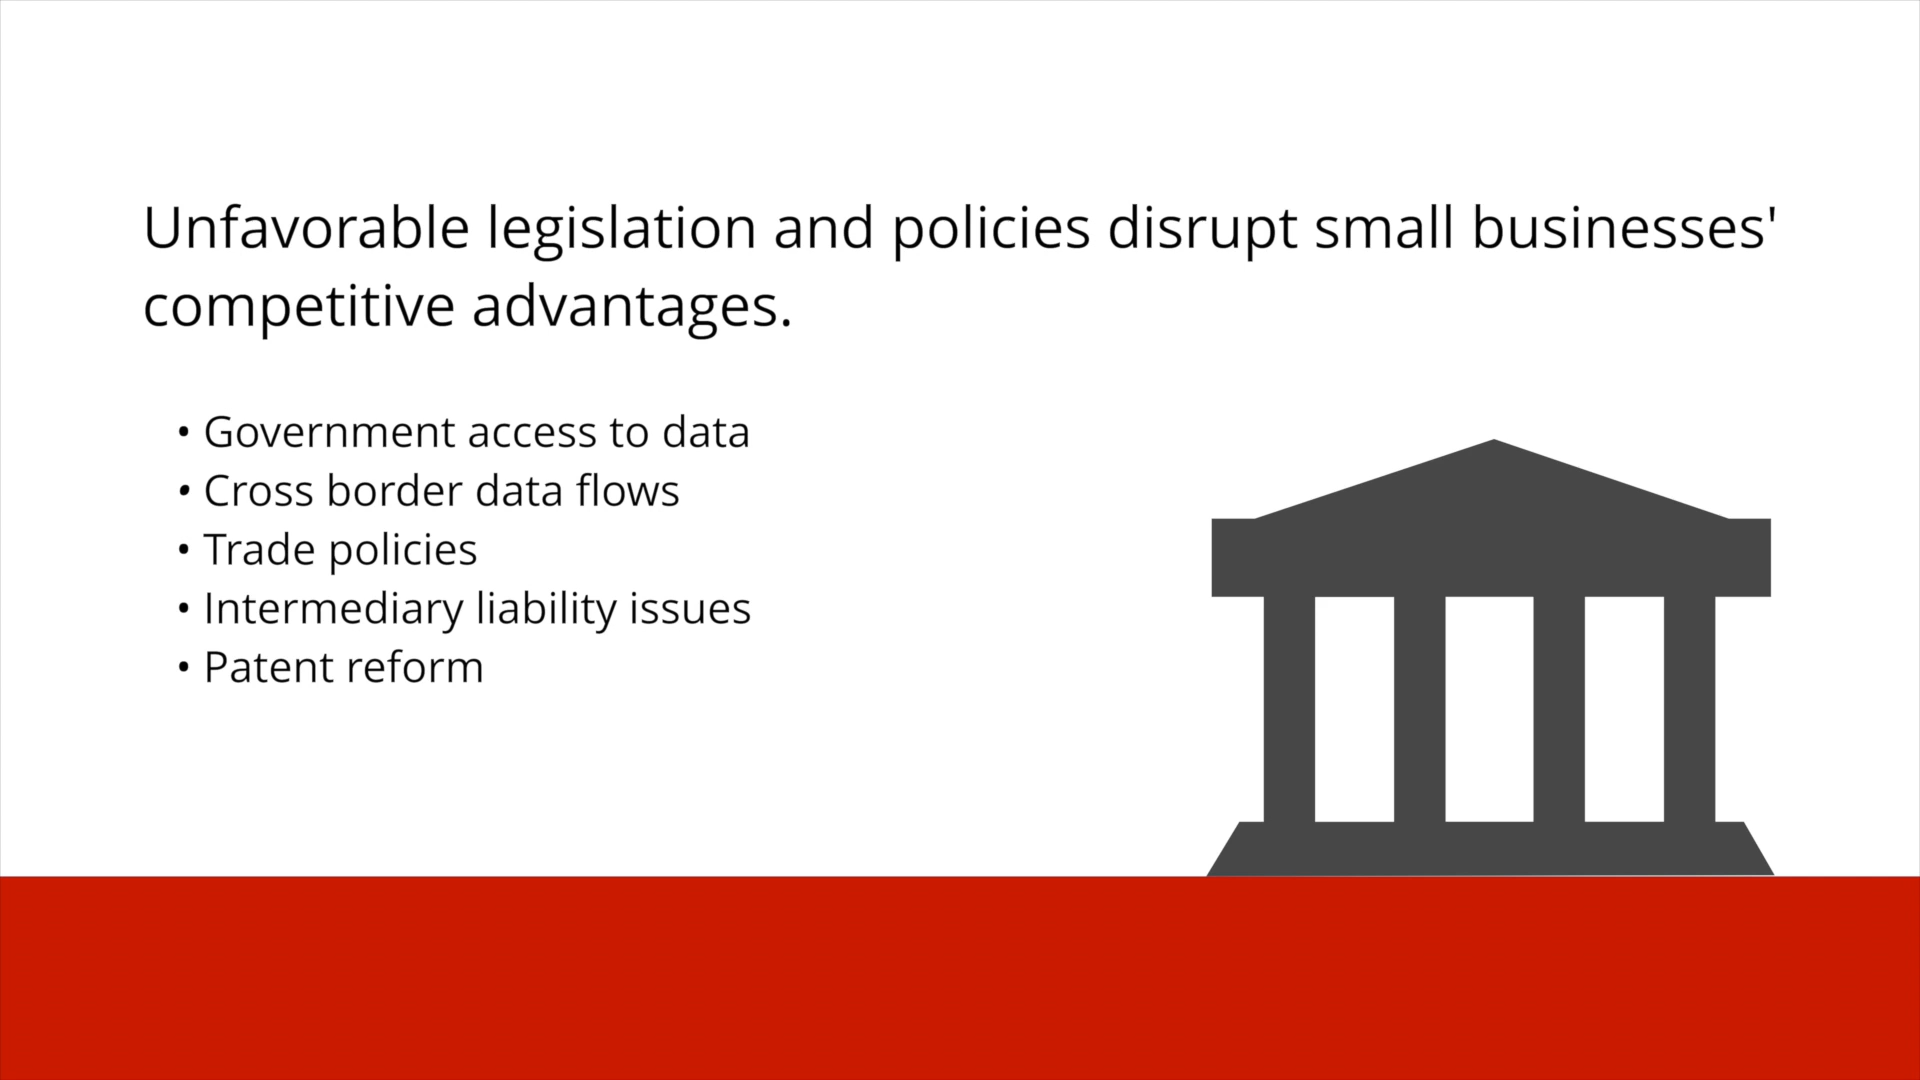 Unfavorable legislation and policies disrupt small businesses'
competitive advantages.
• Government access to data
• Cross border data flows
• Trade policies
• Intermediary liability issues
• Patent reform